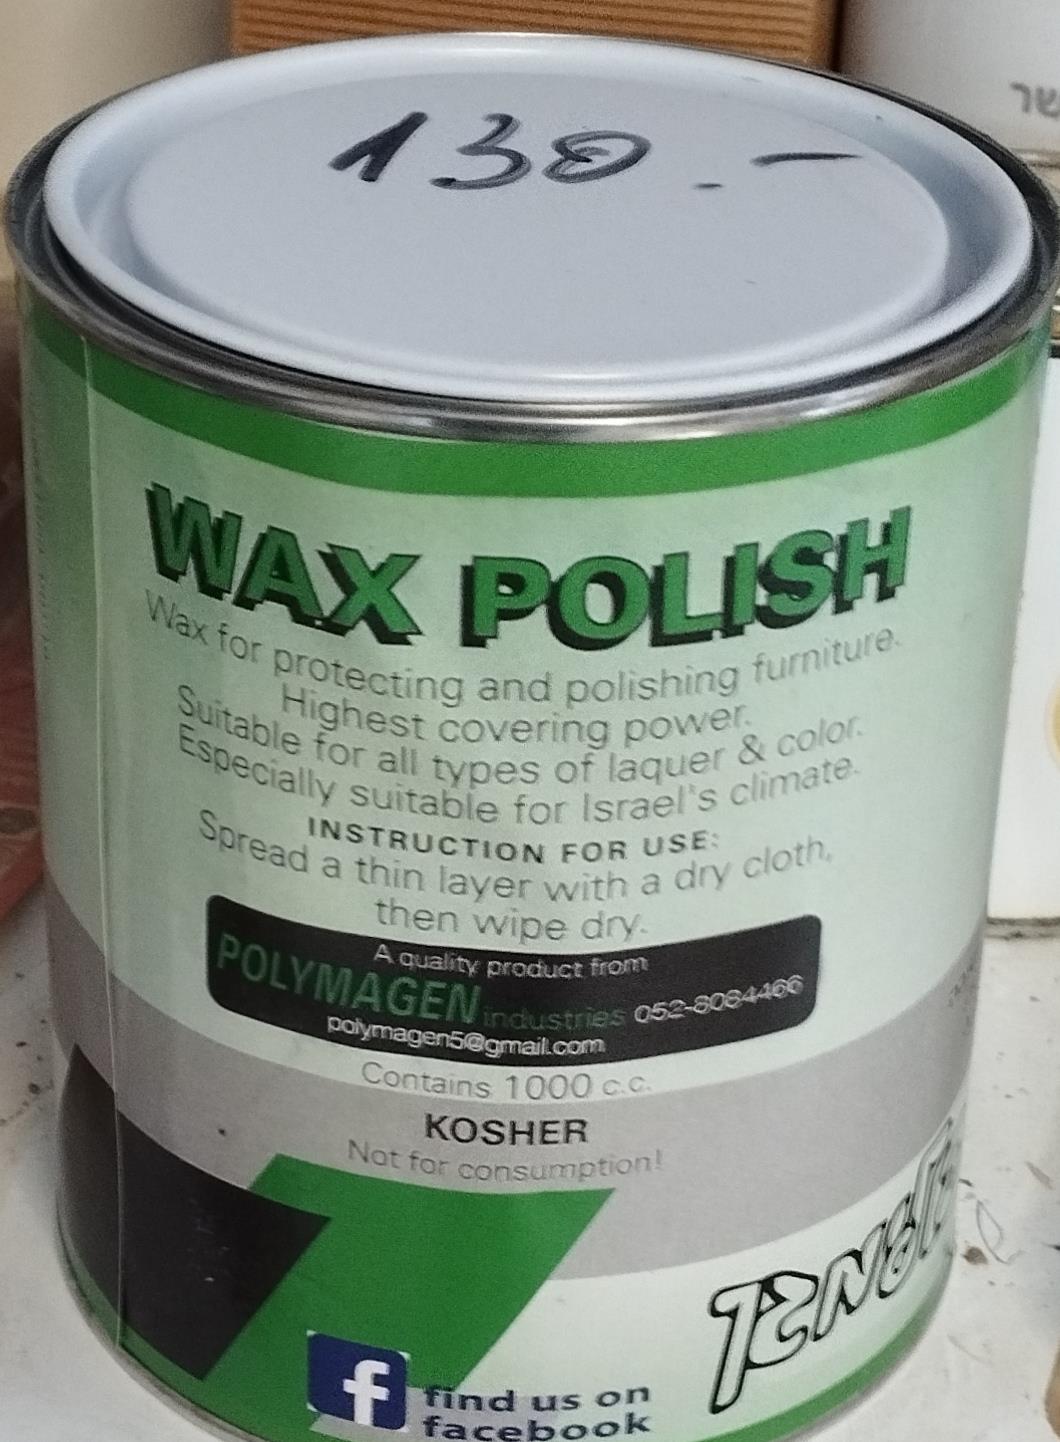 130.-
שר
WAX POLISH
Wax for protecting and polishing furniture.
Highest covering power.
Suitable for all types of laquer & color.
Especially suitable for Israel's climate.
INSTRUCTION FOR USE:
Spread a thin layer with a dry cloth,
then wipe dry.
A quality product from
POLYMAGEN industries 052-8084466
polymagen5@gmail.com
Contains 1000 c.c.
KOSHER
Not for consumption!
find us on
facebook